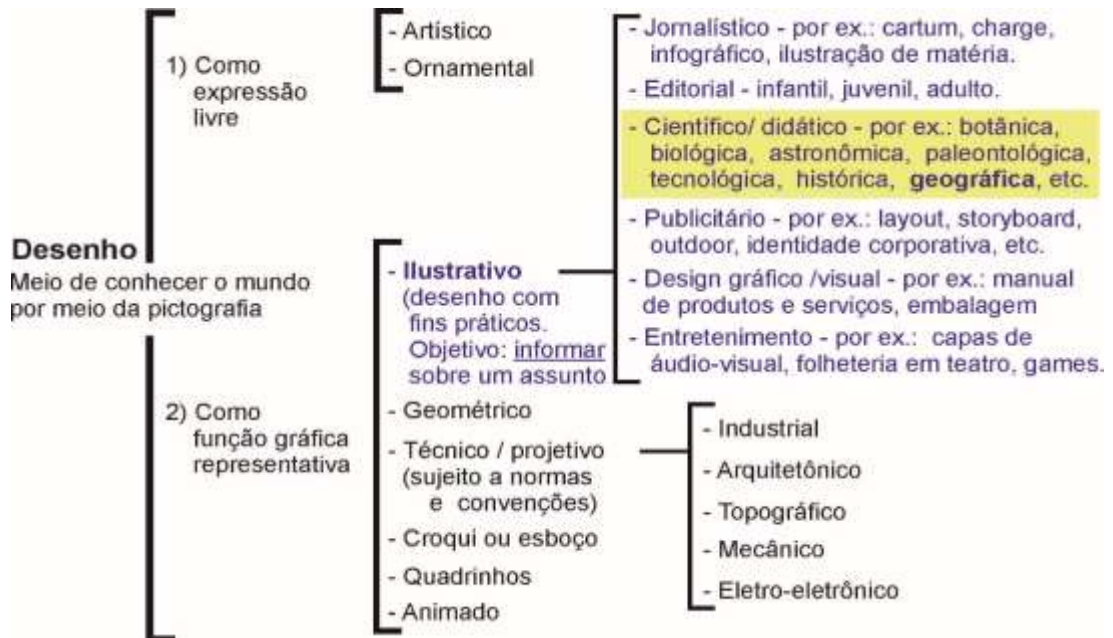 Desenho
Meio de conhecer o mundo
por meio da pictografia
1) Como
expressão
livre
- Artístico
- Ornamental
2) Como
função gráfica
representativa
- Ilustrativo
(desenho com
fins práticos.
Objetivo: informar
sobre um assunto
- Jornalístico - por ex.: cartum, charge,
infográfico, ilustração de matéria.
- Editorial - infantil, juvenil, adulto.
- Científico/ didático - por ex.: botânica,
biológica, astronômica, paleontológica,
tecnológica, histórica, geográfica, etc.
- Publicitário - por ex.: layout, storyboard,
outdoor, identidade corporativa, etc.
- Design gráfico /visual - por ex.: manual
de produtos e serviços, embalagem
- Entretenimento - por ex.: capas de
áudio-visual, folheteria em teatro, games.
- Geométrico
- Técnico / projetivo
(sujeito a normas
e convenções)
- Industrial
- Arquitetônico
- Topográfico
- Mecânico
- Eletro-eletrônico
- Croqui ou esboço
- Quadrinhos
- Animado